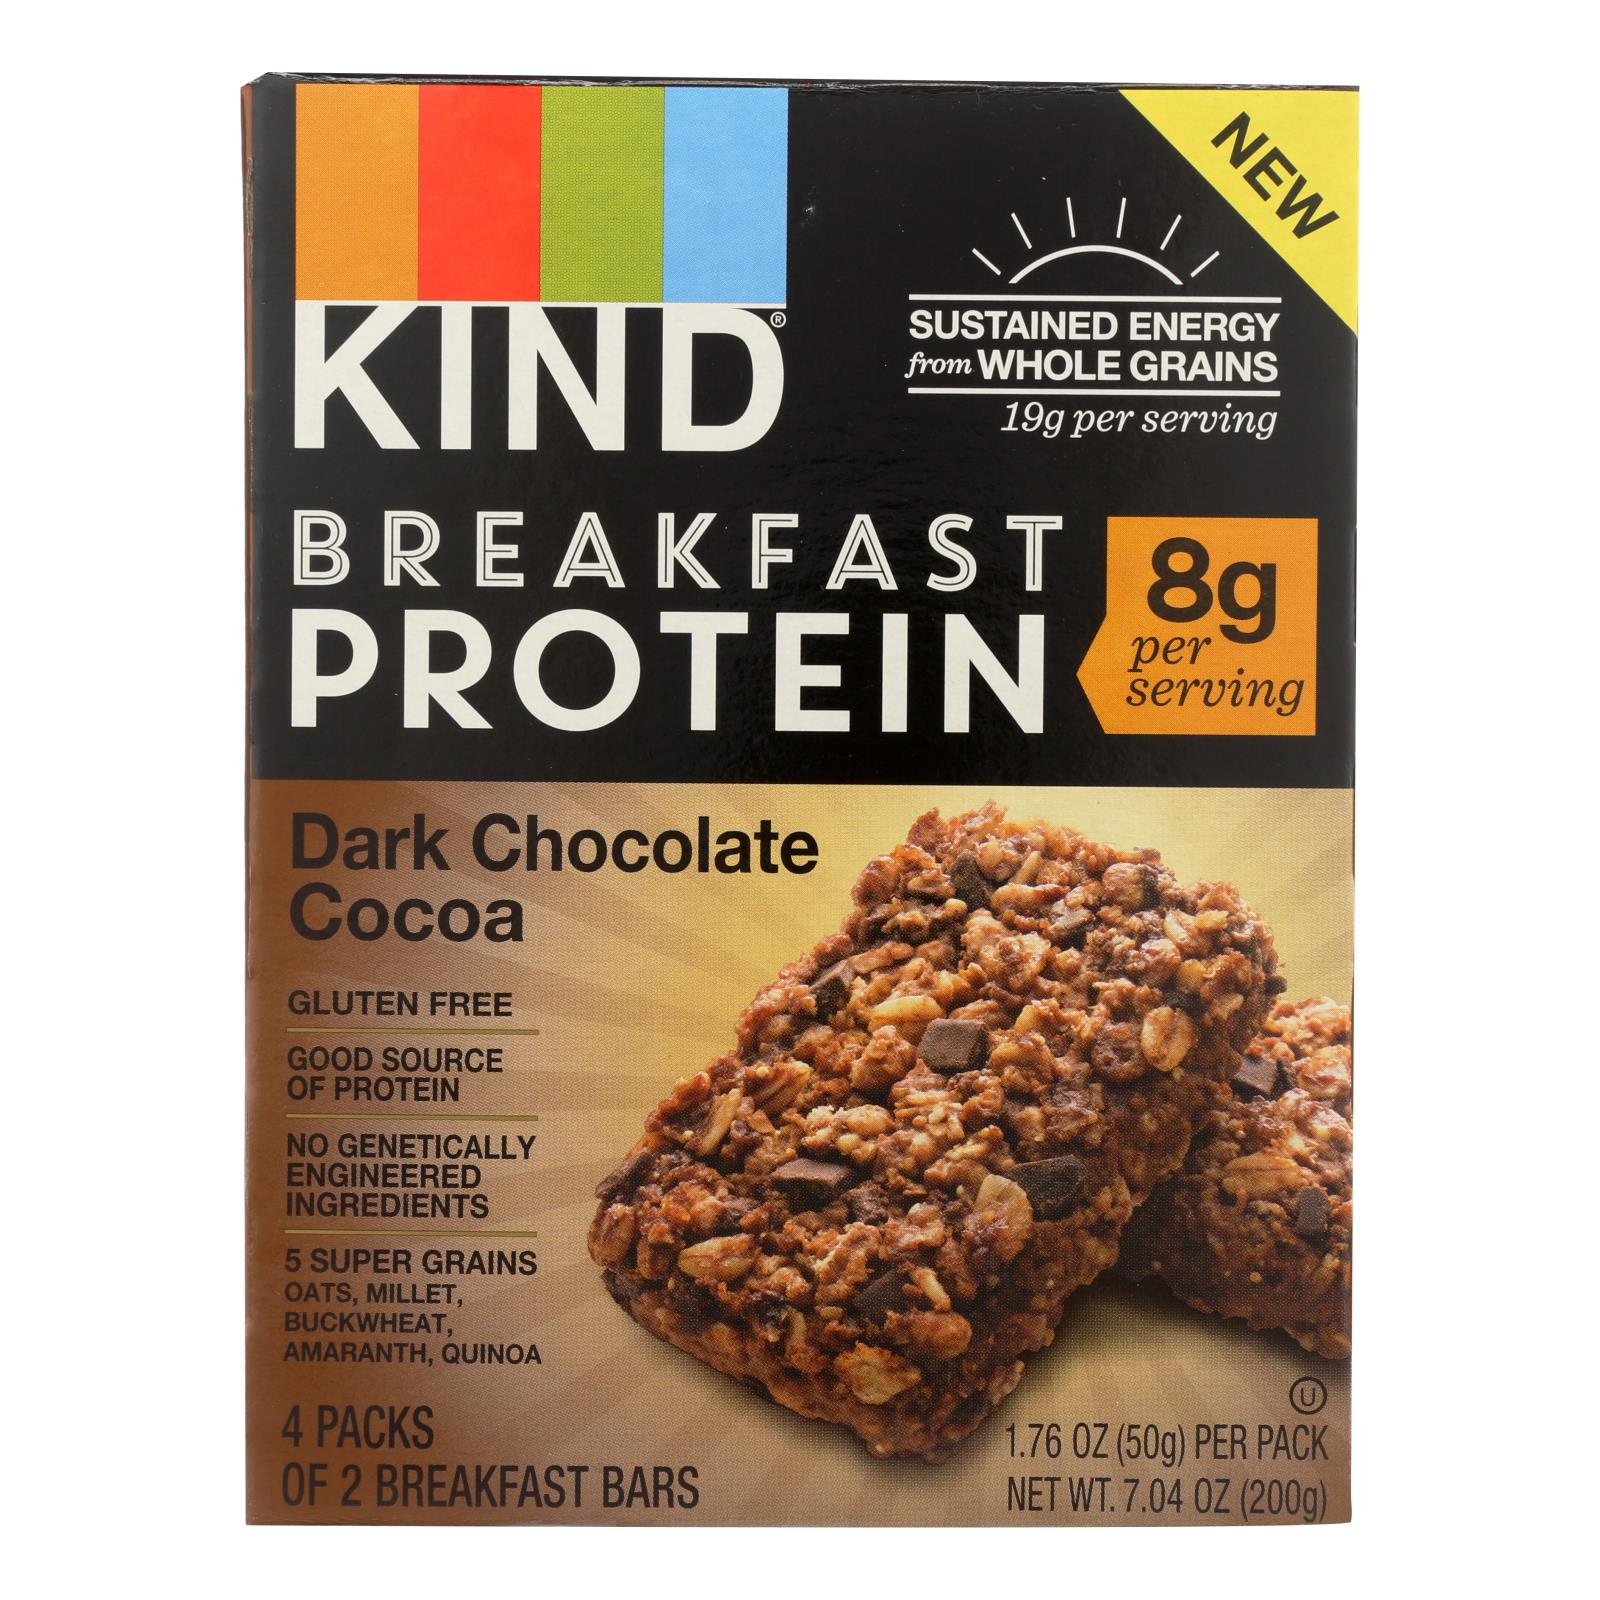 NEW
KIND®
SUSTAINED ENERGY
from WHOLE GRAINS
19g per serving
BREAKFAST
PROTEIN
8g
per
serving
Dark Chocolate
Cocoa
GLUTEN FREE
GOOD SOURCE
OF PROTEIN
NO GENETICALLY
ENGINEERED
INGREDIENTS
5 SUPER GRAINS
OATS, MILLET,
BUCKWHEAT,
AMARANTH, QUINOA
4 PACKS
OF 2 BREAKFAST BARS
U
1.76 OZ (50g) PER PACK
NET WT. 7.04 OZ (200g)